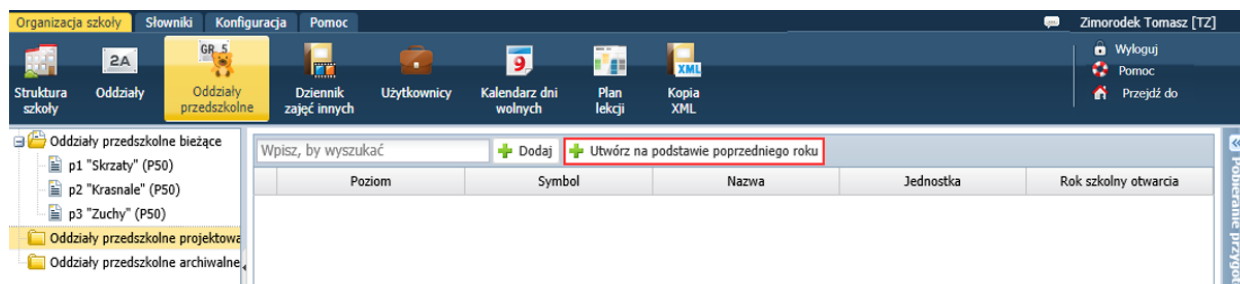 Organizacja szkoły Słowniki Konfiguracja Pomoc Zimorodek Tomasz [TZ]
GR. 5
2A
9
XML
Struktura szkoły
Oddziały
Oddziały przedszkolne
Dziennik zajęć innych
Użytkownicy
Kalendarz dni wolnych
Plan lekcji
Kopia XML
Wyloguj
Pomoc
Przejdź do
Oddziały przedszkolne bieżące
p1 "Skrzaty" (P50)
p2 "Krasnale" (P50)
p3 "Zuchy" (P50)
Oddziały przedszkolne projektowa
Oddziały przedszkolne archiwalne
Wpisz, by wyszukać Dodaj Utwórz na podstawie poprzedniego roku
Poziom Symbol Nazwa Jednostka Rok szkolny otwarcia
Pobieranie przygot